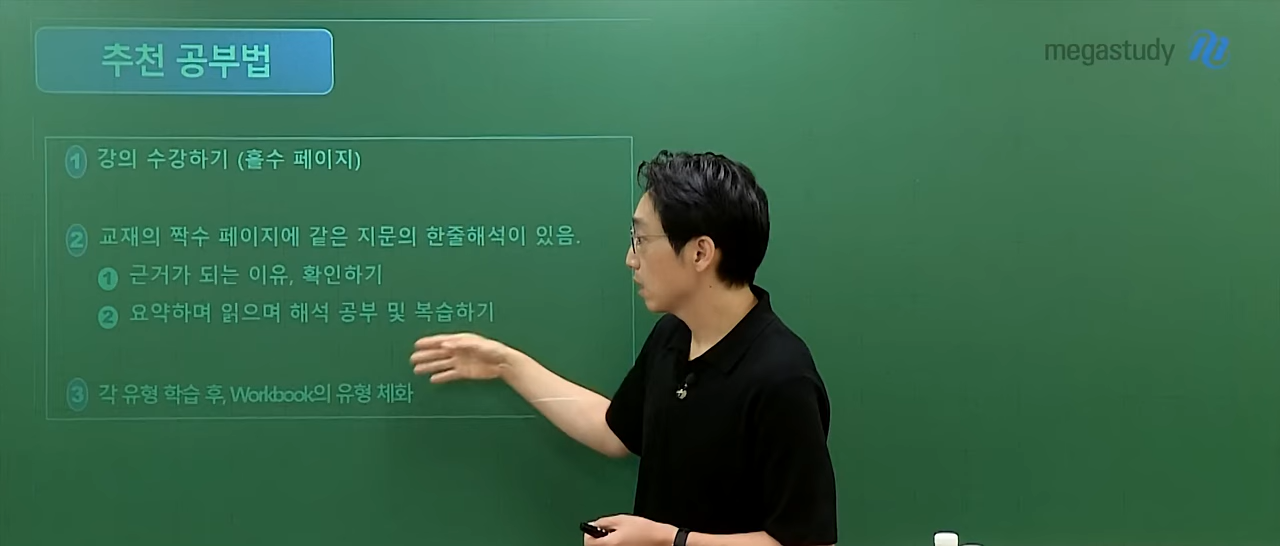 추천 공부법
megastudy
1 강의 수강하기 (홀수 페이지)
2 교재의 짝수 페이지에 같은 지문의 한줄해석이 있음.
1 근거가 되는 이유, 확인하기
2 요약하며 읽으며 해석 공부 및 복습하기
3 각 유형 학습 후, Workbook의 유형 체화